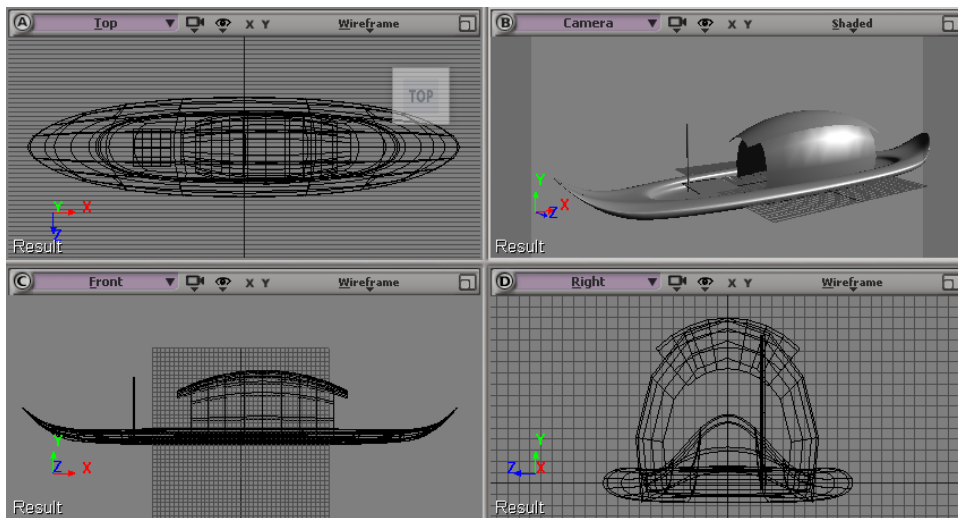 A Top X Y Wireframe
TOP
Y X
Z
Result
B Camera X Y Shaded
Y
X
Z
Result
C Front X Y Wireframe
Y
Z X
Result
D Right X Y Wireframe
Y
Z X
Result